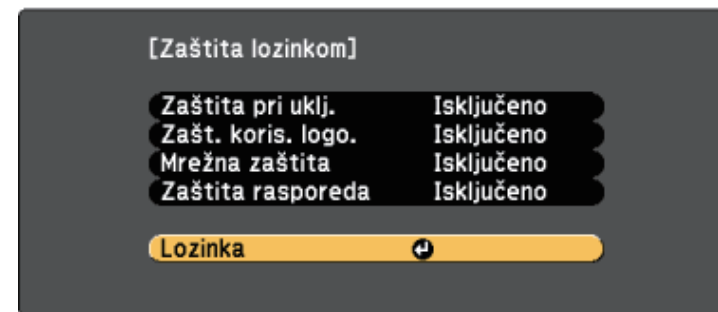 [Zaštita lozinkom]
Zaštita pri uklj. Isključeno
Zašt. koris. logo. Isključeno
Mrežna zaštita Isključeno
Zaštita rasporeda Isključeno
Lozinka